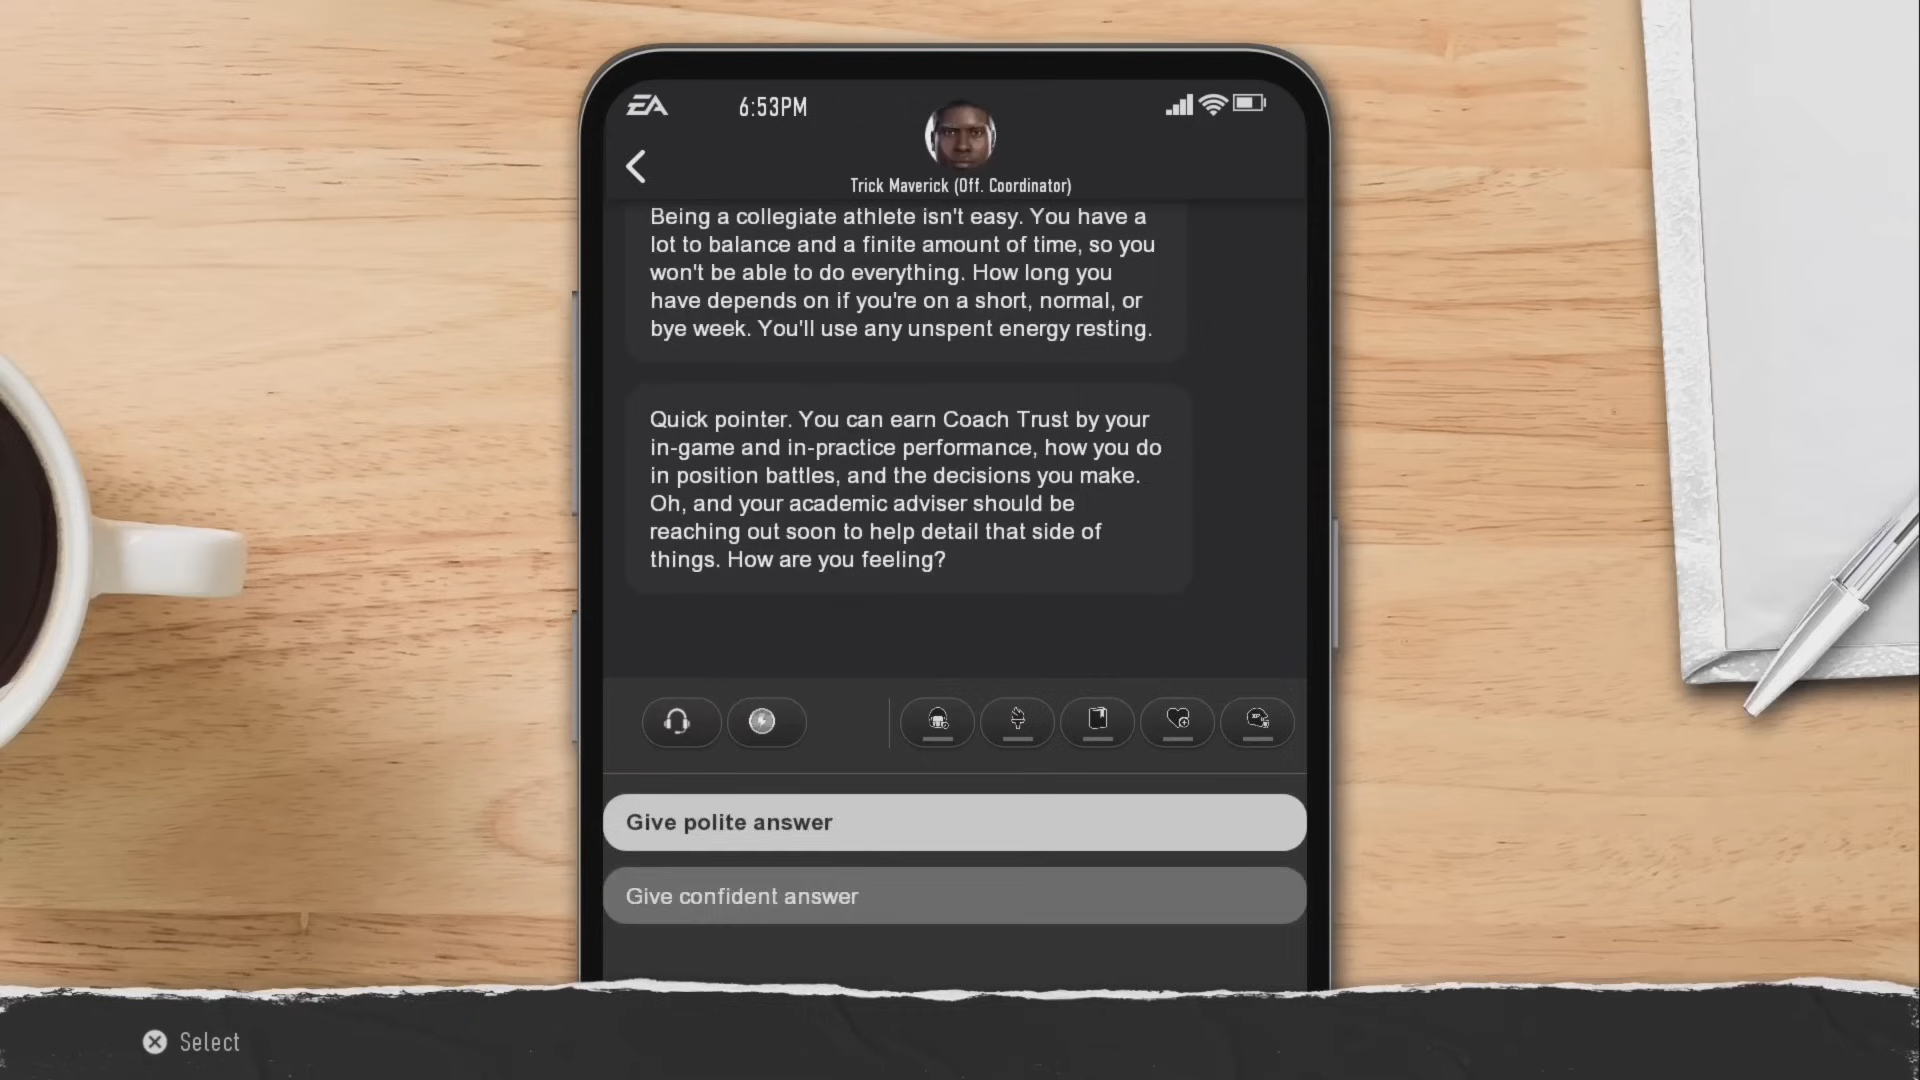 EA
6:53PM
Trick Maverick (Off. Coordinator)
Being a collegiate athlete isn't easy. You have a
lot to balance and a finite amount of time, so you
won't be able to do everything. How long you
have depends on if you're on a short, normal, or
bye week. You'll use any unspent energy resting.
Quick pointer. You can earn Coach Trust by your
in-game and in-practice performance, how you do
in position battles, and the decisions you make.
Oh, and your academic adviser should be
reaching out soon to help detail that side of
things. How are you feeling?
Give polite answer
Give confident answer
Select